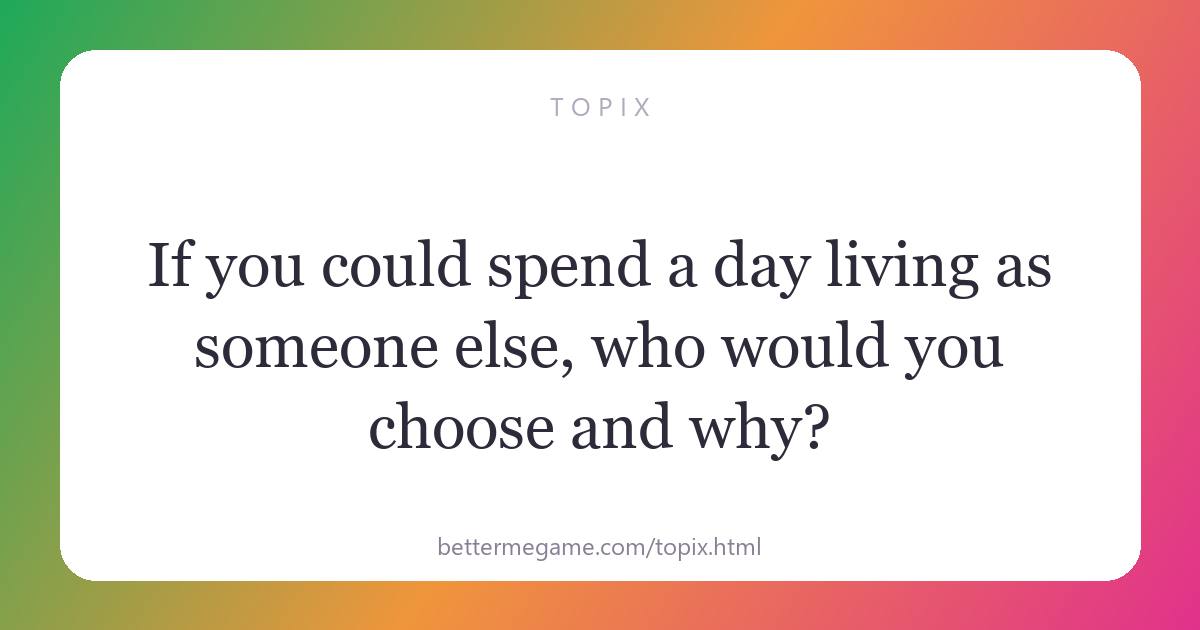 TOPIX
If you could spend a day living as
someone else, who would you
choose and why?
bettermegame.com/topix.html